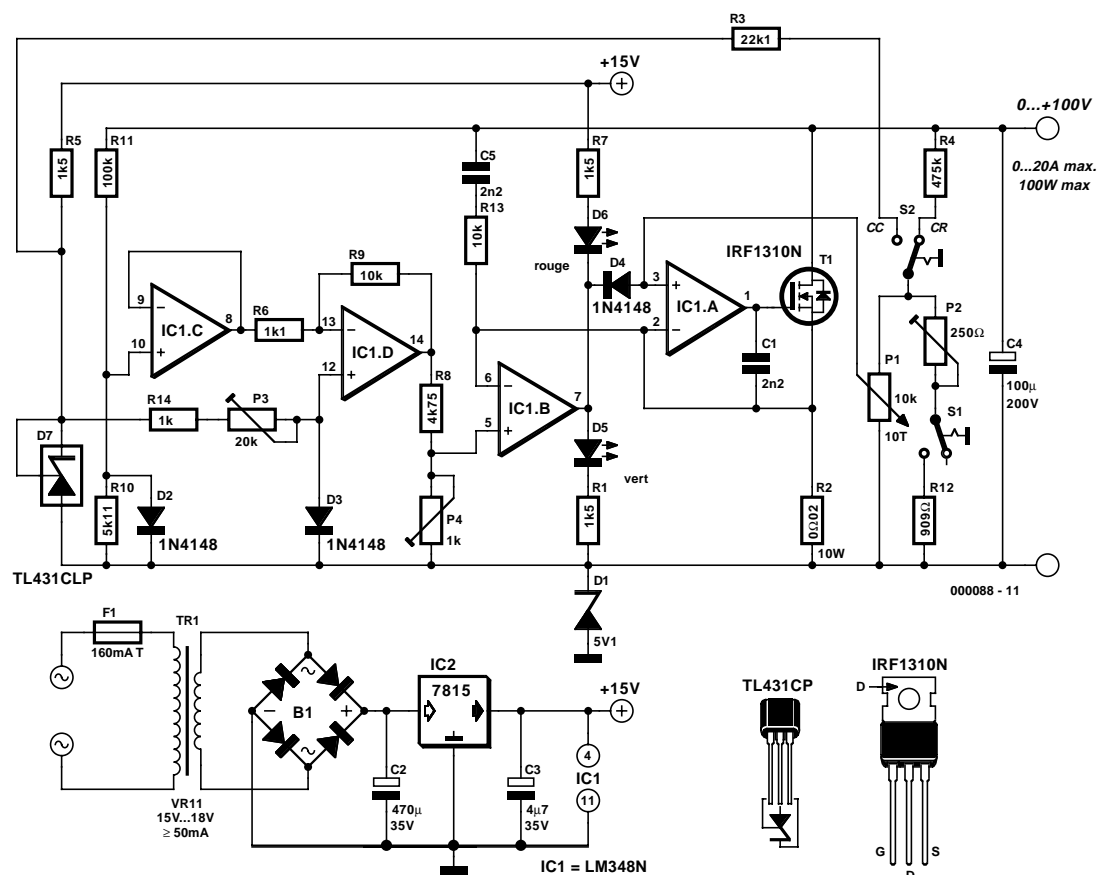 R3
22k1
+15V
0...+100V
R5
1k5
R11
100k
C5
2n2
R7
1k5
R4
475k
0...20A max.
100W max
R13
10k
D6
rouge
D4
1N4148
IRF1310N
T1
S2
CC
CR
R9
10k
9
10
8
IC1.C
R6
1k1
13
12
14
IC1.D
3
2
1
IC1.A
C1
2n2
P2
250Ω
C4
100µ
200V
P1
10k
10T
S1
R8
4k75
6
5
7
IC1.B
D5
vert
R14
1k
P3
20k
D7
R10
5k11
D2
1N4148
D3
1N4148
P4
1k
R1
1k5
R2
0Ω02
10W
R12
909Ω
TL431CLP
D1
5V1
000088 - 11
F1
160mA T
TR1
VR11
15V...18V
≥ 50mA
B1
IC2
7815
+15V
C2
470µ
35V
C3
4µ7
35V
4
IC1
11
IC1 = LM348N
TL431CP
IRF1310N
D
G
D
S